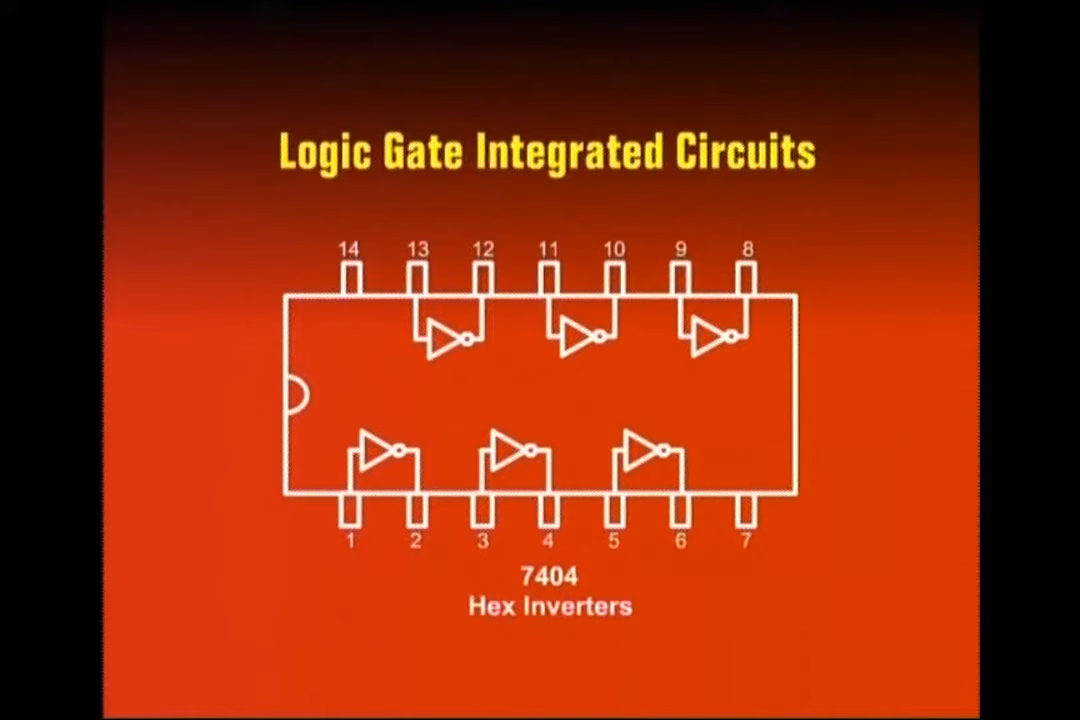 Logic Gate Integrated Circuits
14 13 12 11 10 9 8
1 2 3 4 5 6 7
7404
Hex Inverters